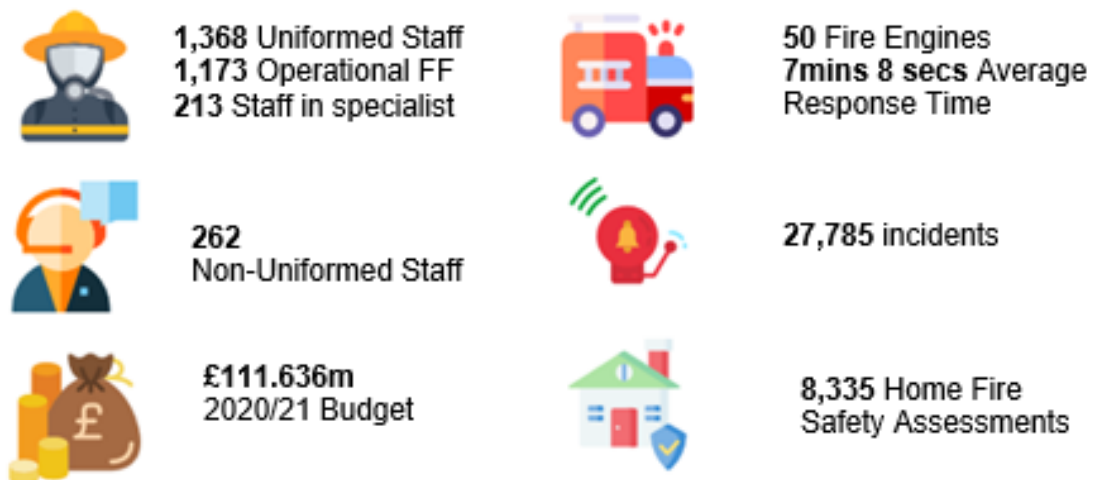 1,368 Uniformed Staff
1,173 Operational FF
213 Staff in specialist
50 Fire Engines
7mins 8 secs Average
Response Time
262
Non-Uniformed Staff
27,785 incidents
£111.636m
2020/21 Budget
£
8,335 Home Fire
Safety Assessments